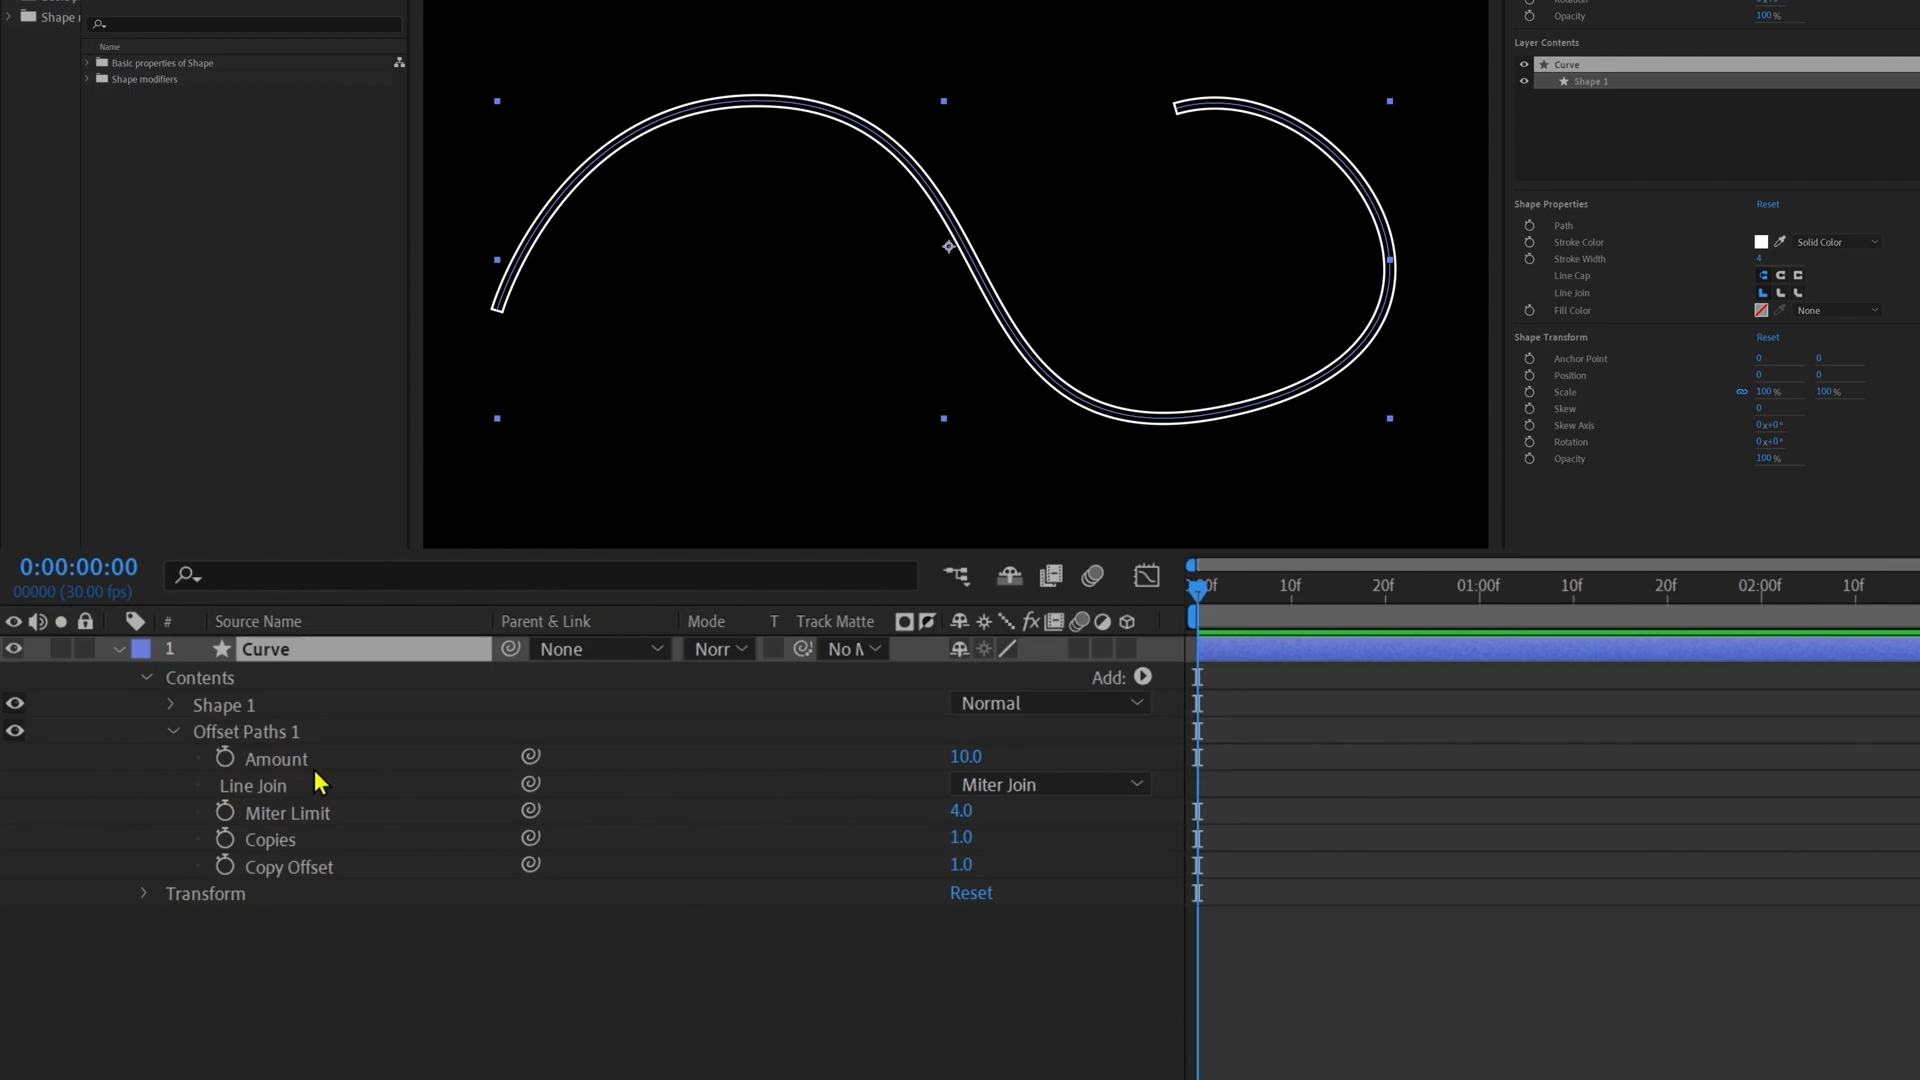 Shape
Name
Basic properties of Shape
Shape modifiers
Opacity 100 %
Layer Contents
Curve
Shape 1
Shape Properties Reset
Path
Stroke Color Solid Color
Stroke Width 4
Line Cap
Line Join
Fill Color None
Shape Transform Reset
Anchor Point 0 0
Position 0 0
Scale 100 % 100 %
Skew 0
Skew Axis 0x+0°
Rotation 0x+0°
Opacity 100 %
0:00:00:00
00000 (30.00 fps)
00f 10f 20f 01:00f 10f 20f 02:00f 10f
# Source Name Parent & Link Mode T Track Matte fx
1 Curve None Norr No M
Contents Add:
Shape 1 Normal
Offset Paths 1
Amount 10.0
Line Join Miter Join
Miter Limit 4.0
Copies 1.0
Copy Offset 1.0
Transform Reset